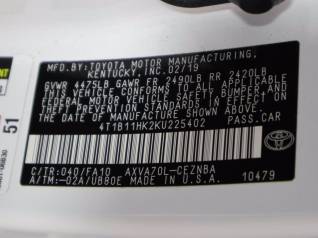 MFD. BY: TOYOTA MOTOR MANUFACTURING
KENTUCKY, INC. 02/19
GVWR 4475LB GAWR FR 2490LB RR 2420LB
THIS VEHICLE CONFORMS TO ALL APPLICABLE
FEDERAL MOTOR VEHICLE SAFETY, BUMPER, AND
THEFT PREVENTION STANDARDS IN EFFECT ON
THE DATE OF MANUFACTURE SHOWN ABOVE.
4T1B11HK2KU225402 PASS.CAR
C/TR:040/FA10 AXVA70L-CEZNBA
A/TM:-02A/UB80E MADE IN U.S.A.
10479
51